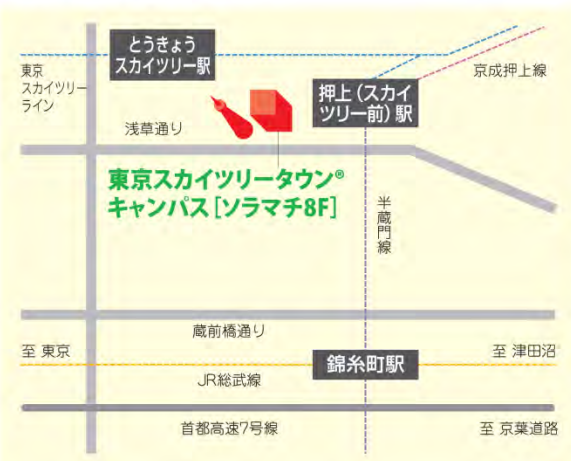 とうきょう
スカイツリー駅
東京
スカイツリー
ライン
押上（スカイ
ツリー前）駅
京成押上線
浅草通り
東京スカイツリータウン®
キャンパス［ソラマチ8F］
半蔵門線
蔵前橋通り
至 東京
錦糸町駅
至 津田沼
JR総武線
首都高速7号線
至 京葉道路